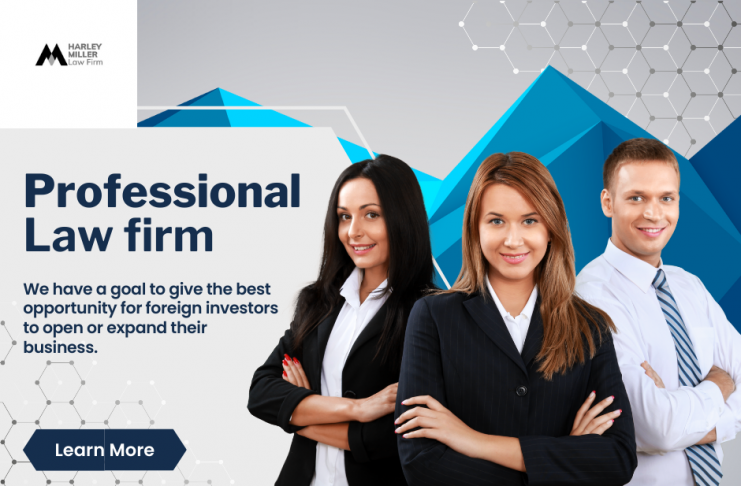 HARLEY
MILLER
Law Firm
Professional
Law firm
We have a goal to give the best
opportunity for foreign investors
to open or expand their
business.
Learn More